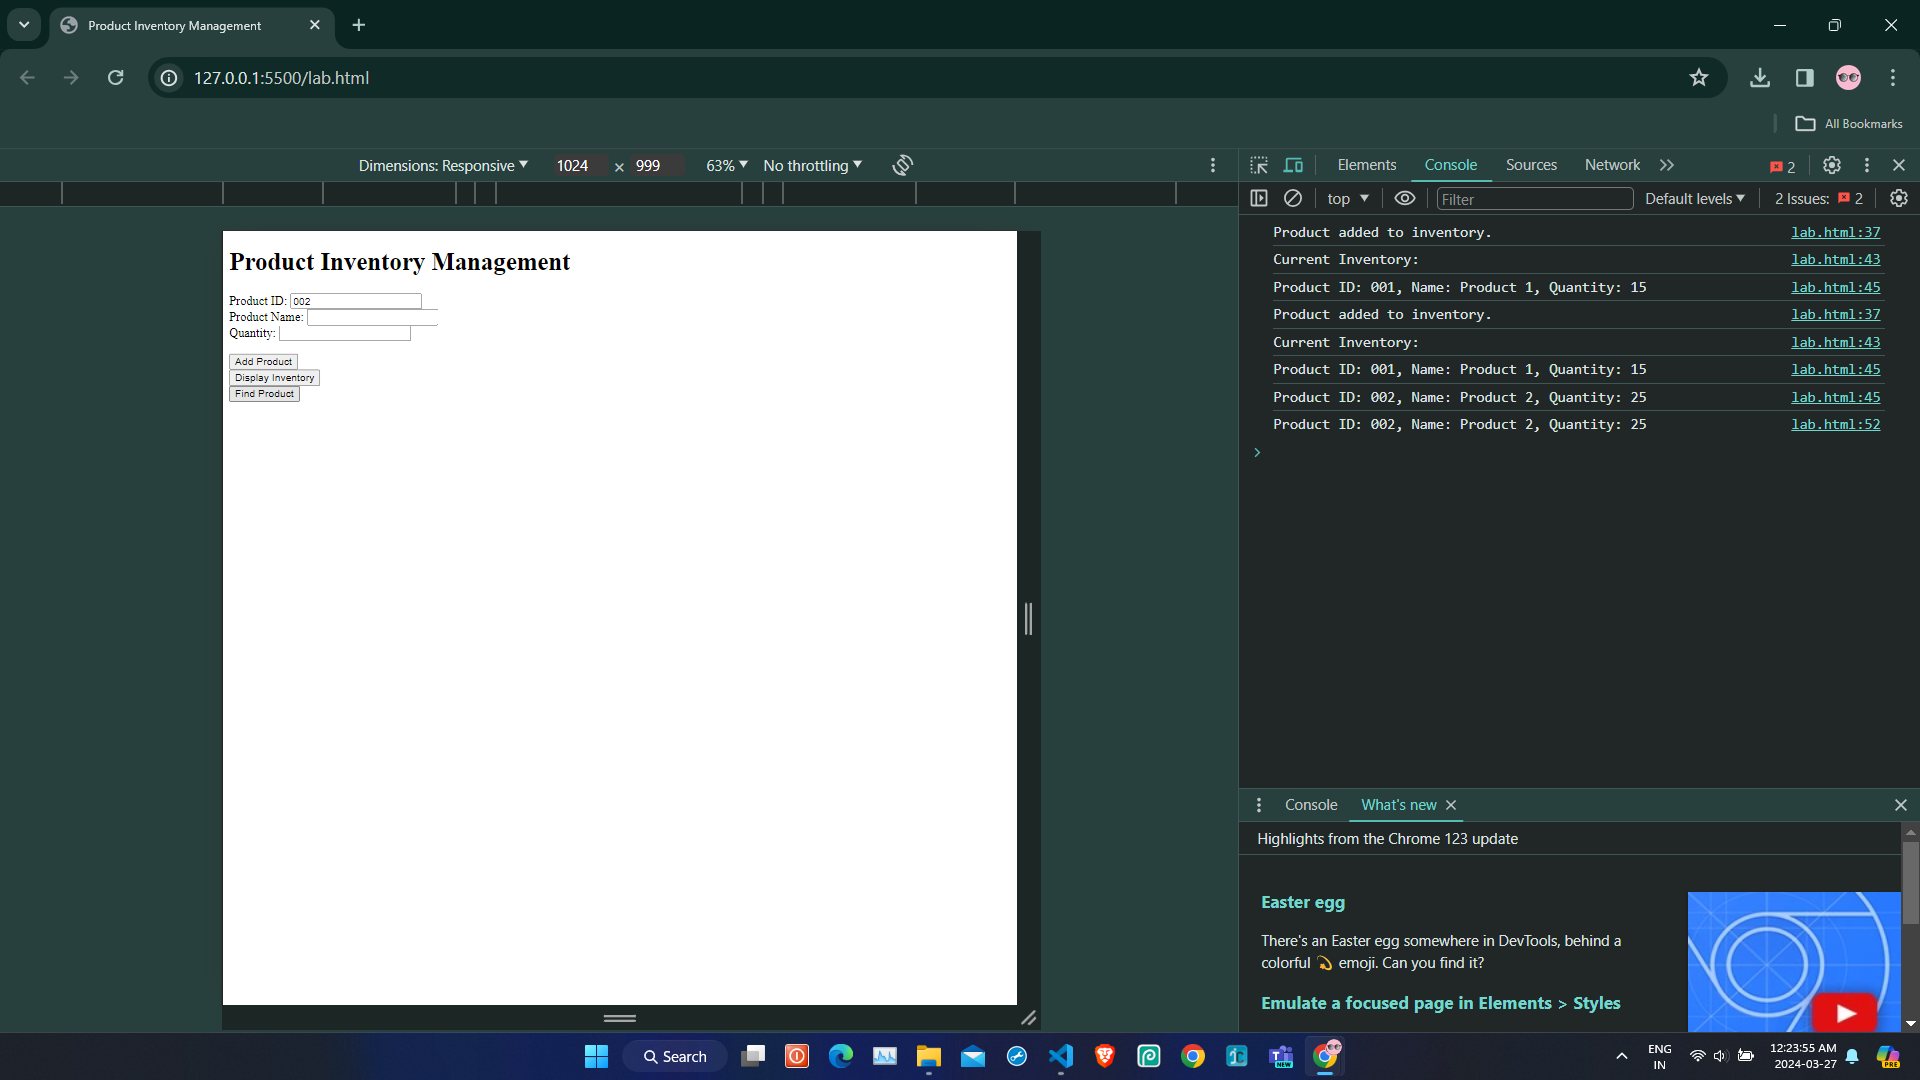 Product Inventory Management
127.0.0.1:5500/lab.html
All Bookmarks
Dimensions: Responsive 1024 × 999 63% No throttling
Elements Console Sources Network 2
top Filter Default levels 2 Issues: 2
Product Inventory Management
Product ID: 002
Product Name:
Quantity:
Add Product
Display Inventory
Find Product
Product added to inventory. lab.html:37
Current Inventory: lab.html:43
Product ID: 001, Name: Product 1, Quantity: 15 lab.html:45
Product added to inventory. lab.html:37
Current Inventory: lab.html:43
Product ID: 001, Name: Product 1, Quantity: 15 lab.html:45
Product ID: 002, Name: Product 2, Quantity: 25 lab.html:45
Product ID: 002, Name: Product 2, Quantity: 25 lab.html:52
Console What's new
Highlights from the Chrome 123 update
Easter egg
There's an Easter egg somewhere in DevTools, behind a
colorful 💫 emoji. Can you find it?
Emulate a focused page in Elements > Styles
Search
NEW
ENG
IN
12:23:55 AM
2024-03-27
PRE